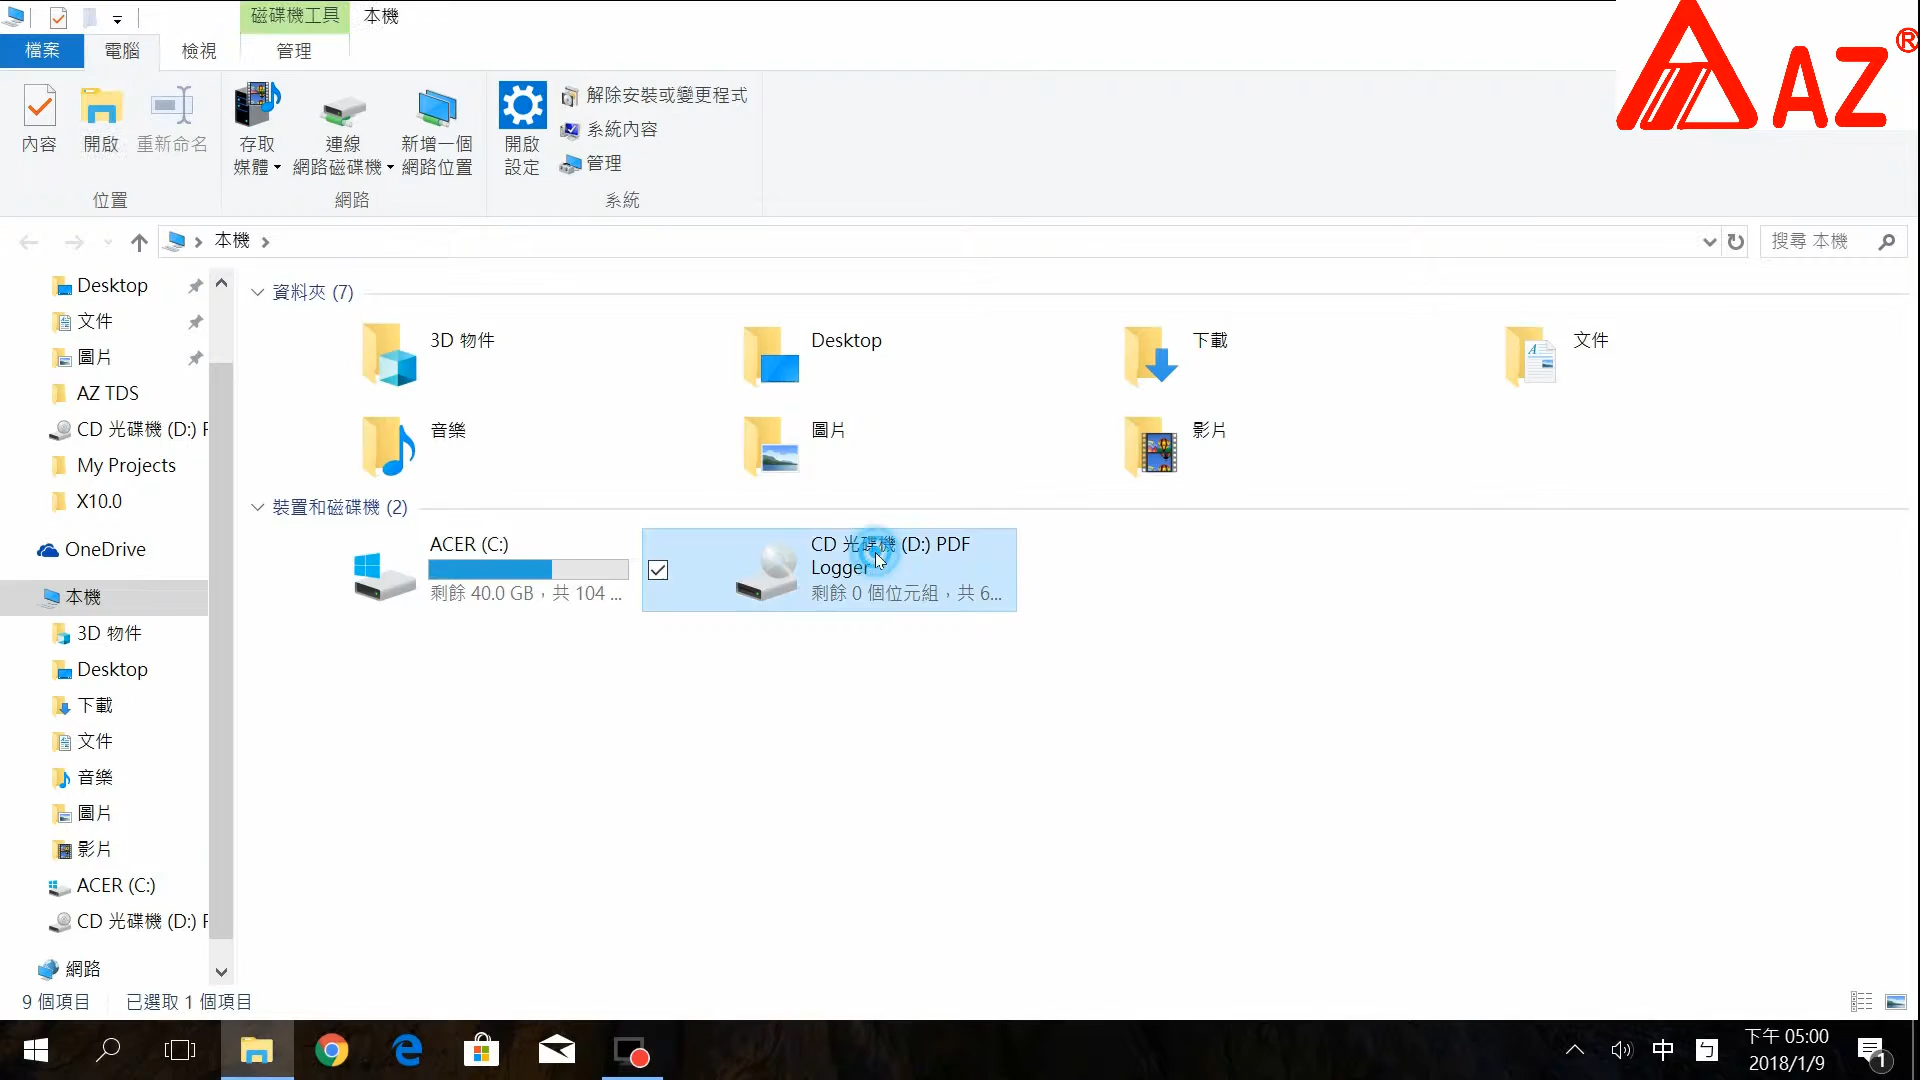 磁碟機工具 本機
檔案 電腦 檢視 管理
內容
開啟
重新命名
存取
媒體
連線
網路磁碟機
新增一個
網路位置
開啟
設定
解除安裝或變更程式
系統內容
管理
位置 網路 系統
本機
搜尋 本機
Desktop
文件
圖片
AZ TDS
CD 光碟機 (D:) P
My Projects
X10.0
OneDrive
本機
3D 物件
Desktop
下載
文件
音樂
圖片
影片
ACER (C:)
CD 光碟機 (D:) P
網路
資料夾 (7)
3D 物件
Desktop
下載
文件
音樂
圖片
影片
裝置和磁碟機 (2)
ACER (C:)
剩餘 40.0 GB，共 104 ...
CD 光碟機 (D:) PDF
Logger
剩餘 0 個位元組，共 6...
9 個項目 已選取 1 個項目
中 ㄅ
下午 05:00
2018/1/9
1
AZ®